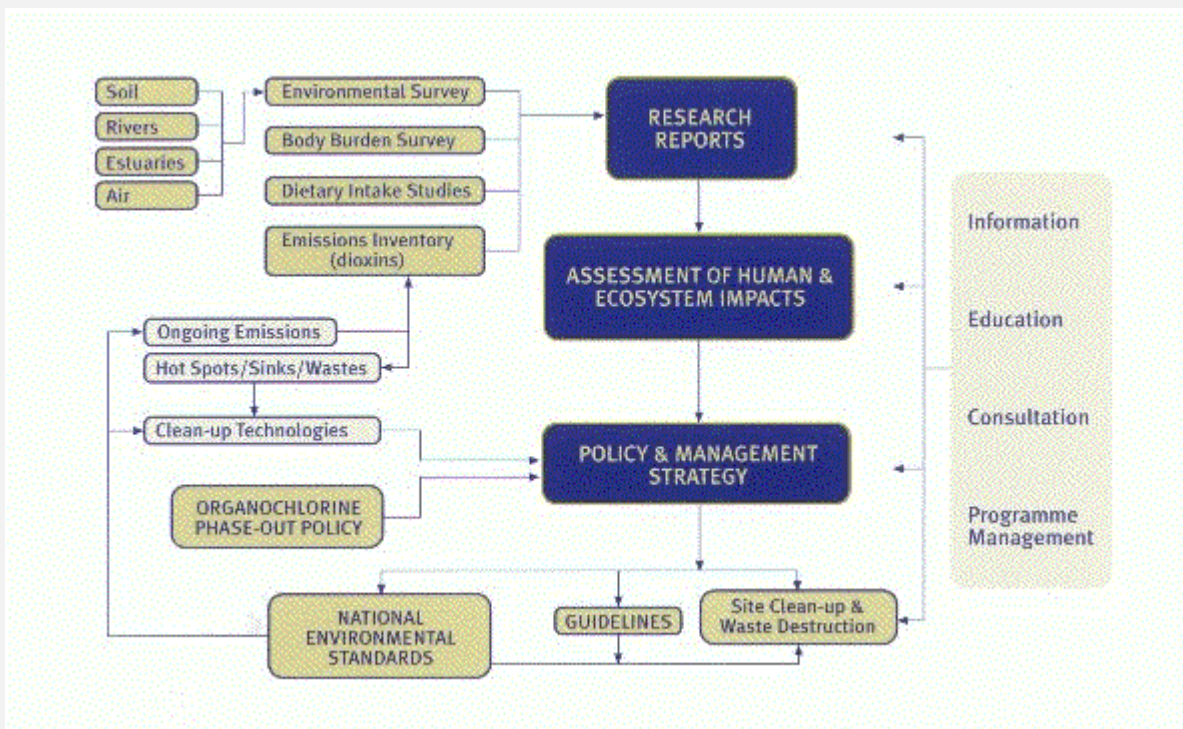 Soil
Rivers
Estuaries
Air
Environmental Survey
Body Burden Survey
Dietary Intake Studies
Emissions Inventory
(dioxins)
RESEARCH
REPORTS
ASSESSMENT OF HUMAN &
ECOSYSTEM IMPACTS
Ongoing Emissions
Hot Spots/Sinks/Wastes
Clean-up Technologies
ORGANOCHLORINE
PHASE-OUT POLICY
POLICY & MANAGEMENT
STRATEGY
NATIONAL
ENVIRONMENTAL
STANDARDS
GUIDELINES
Site Clean-up &
Waste Destruction
Information
Education
Consultation
Programme
Management